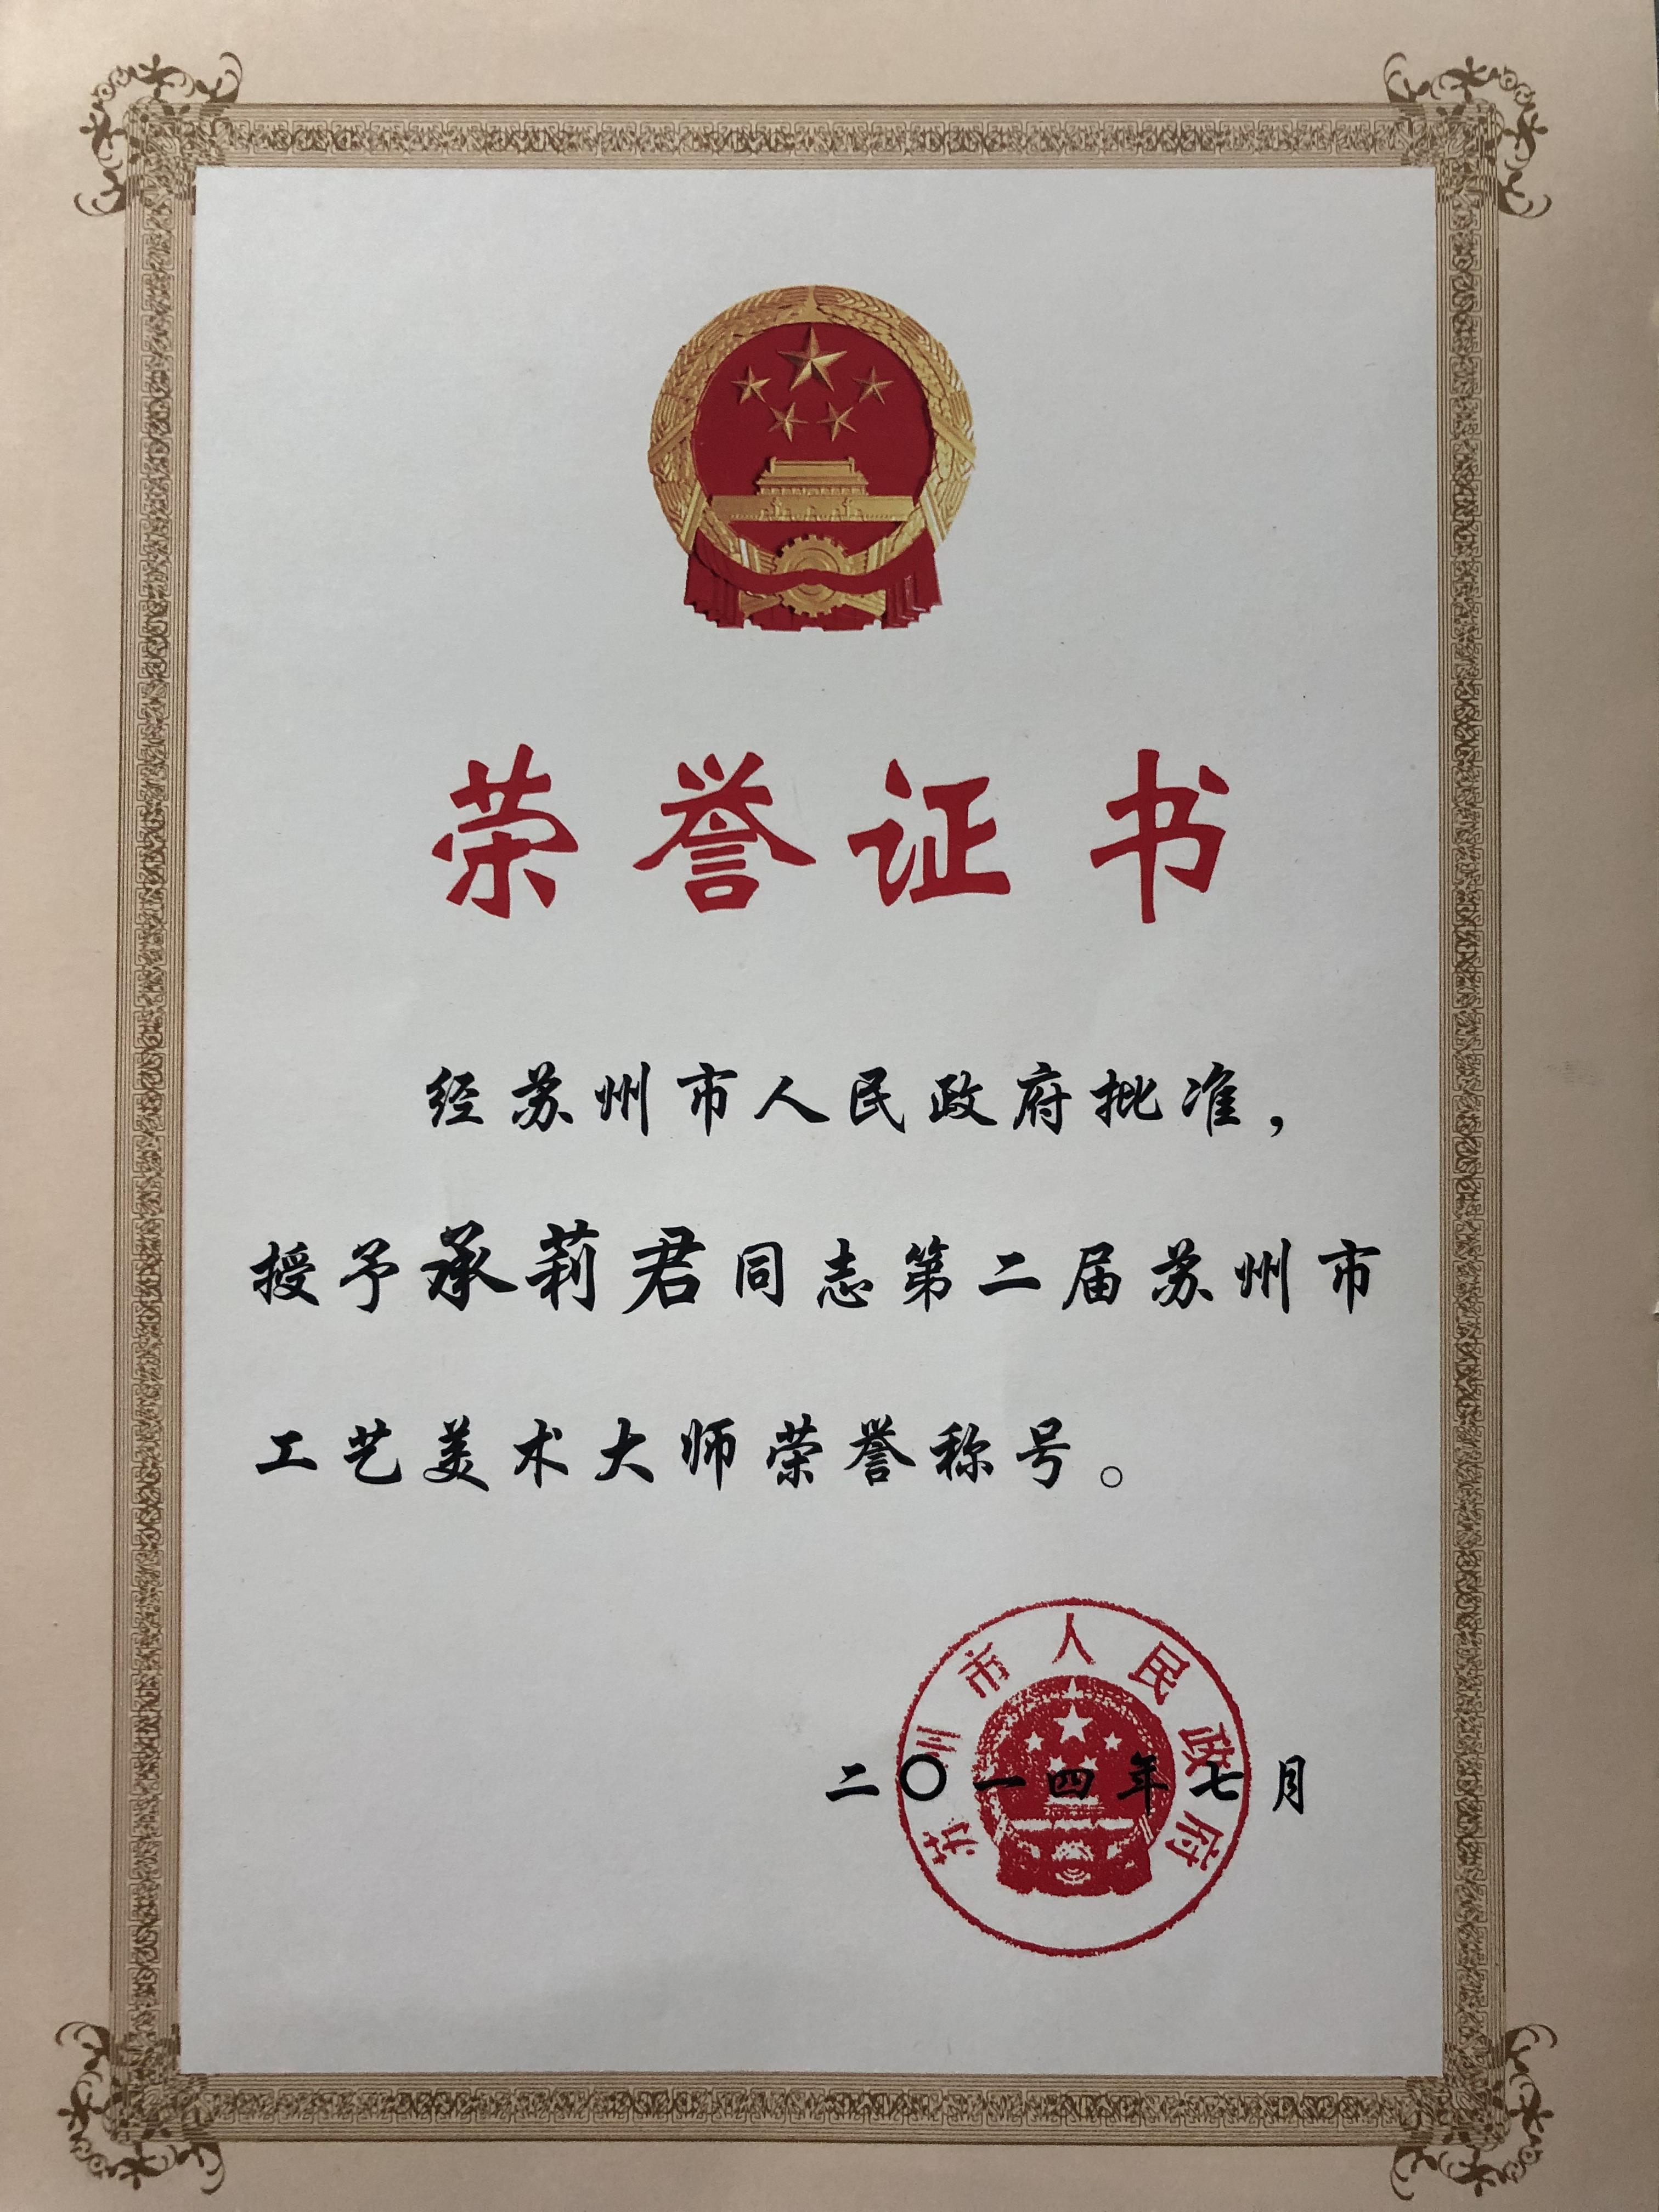 荣誉证书
经苏州市人民政府批准，
授予承莉君同志第二届苏州市
工艺美术大师荣誉称号。
苏州市人民政府
二〇一四年七月